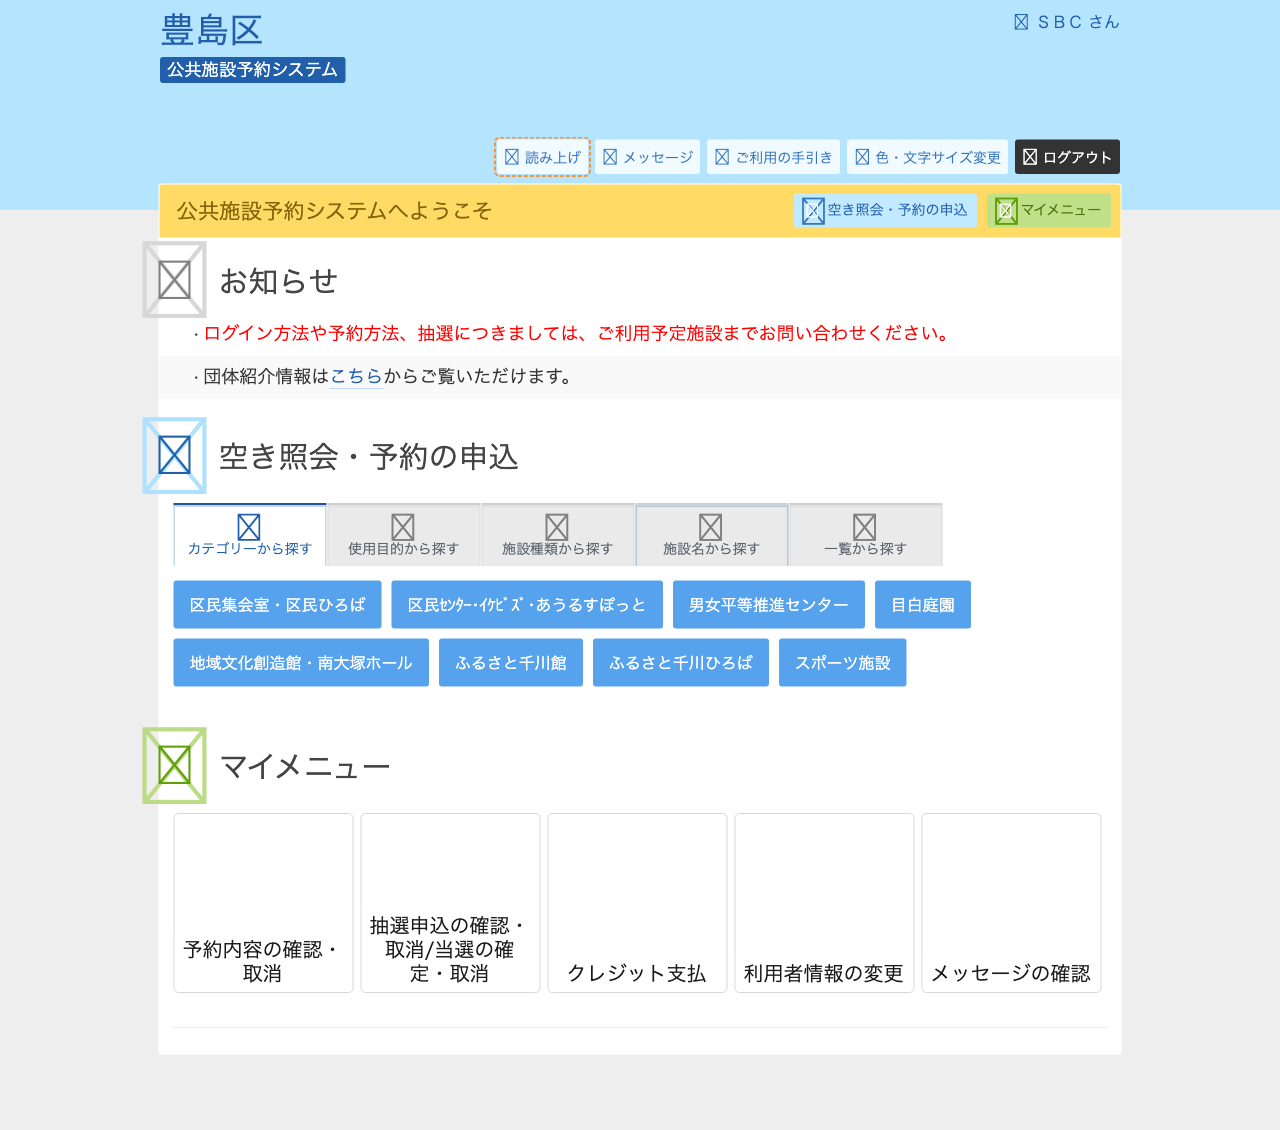 豊島区
ＳＢＣ さん
公共施設予約システム
読み上げ
メッセージ
ご利用の手引き
色・文字サイズ変更
ログアウト
公共施設予約システムへようこそ
空き照会・予約の申込
マイメニュー
お知らせ
・ログイン方法や予約方法、抽選につきましては、ご利用予定施設までお問い合わせください。
・団体紹介情報はこちらからご覧いただけます。
空き照会・予約の申込
カテゴリーから探す
使用目的から探す
施設種類から探す
施設名から探す
一覧から探す
区民集会室・区民ひろば
区民ｾﾝﾀｰ･ｲｹﾋﾞｽﾞ･あうるすぽっと
男女平等推進センター
目白庭園
地域文化創造館・南大塚ホール
ふるさと千川館
ふるさと千川ひろば
スポーツ施設
マイメニュー
予約内容の確認・
取消
抽選申込の確認・
取消/当選の確
定・取消
クレジット支払
利用者情報の変更
メッセージの確認